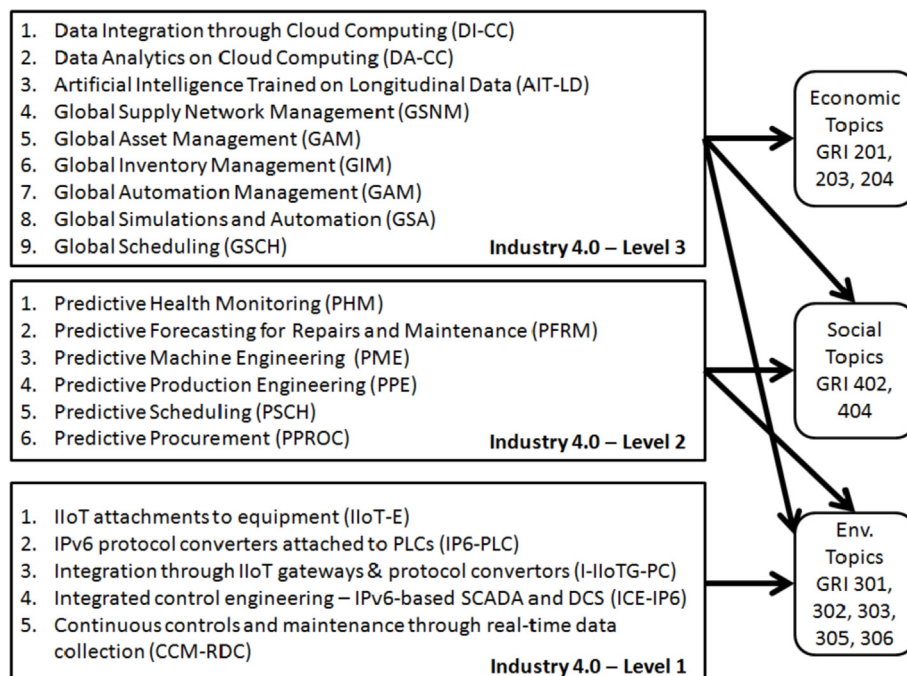 1. Data Integration through Cloud Computing (DI-CC)
2. Data Analytics on Cloud Computing (DA-CC)
3. Artificial Intelligence Trained on Longitudinal Data (AIT-LD)
4. Global Supply Network Management (GSNM)
5. Global Asset Management (GAM)
6. Global Inventory Management (GIM)
7. Global Automation Management (GAM)
8. Global Simulations and Automation (GSA)
9. Global Scheduling (GSCH)
Industry 4.0 – Level 3
1. Predictive Health Monitoring (PHM)
2. Predictive Forecasting for Repairs and Maintenance (PFRM)
3. Predictive Machine Engineering (PME)
4. Predictive Production Engineering (PPE)
5. Predictive Scheduling (PSCH)
6. Predictive Procurement (PPROC)
Industry 4.0 – Level 2
1. IIoT attachments to equipment (IIoT-E)
2. IPv6 protocol converters attached to PLCs (IP6-PLC)
3. Integration through IIoT gateways & protocol convertors (I-IIoTG-PC)
4. Integrated control engineering – IPv6-based SCADA and DCS (ICE-IP6)
5. Continuous controls and maintenance through real-time data
collection (CCM-RDC)
Industry 4.0 – Level 1
Economic
Topics
GRI 201,
203, 204
Social
Topics
GRI 402,
404
Env.
Topics
GRI 301,
302, 303,
305, 306